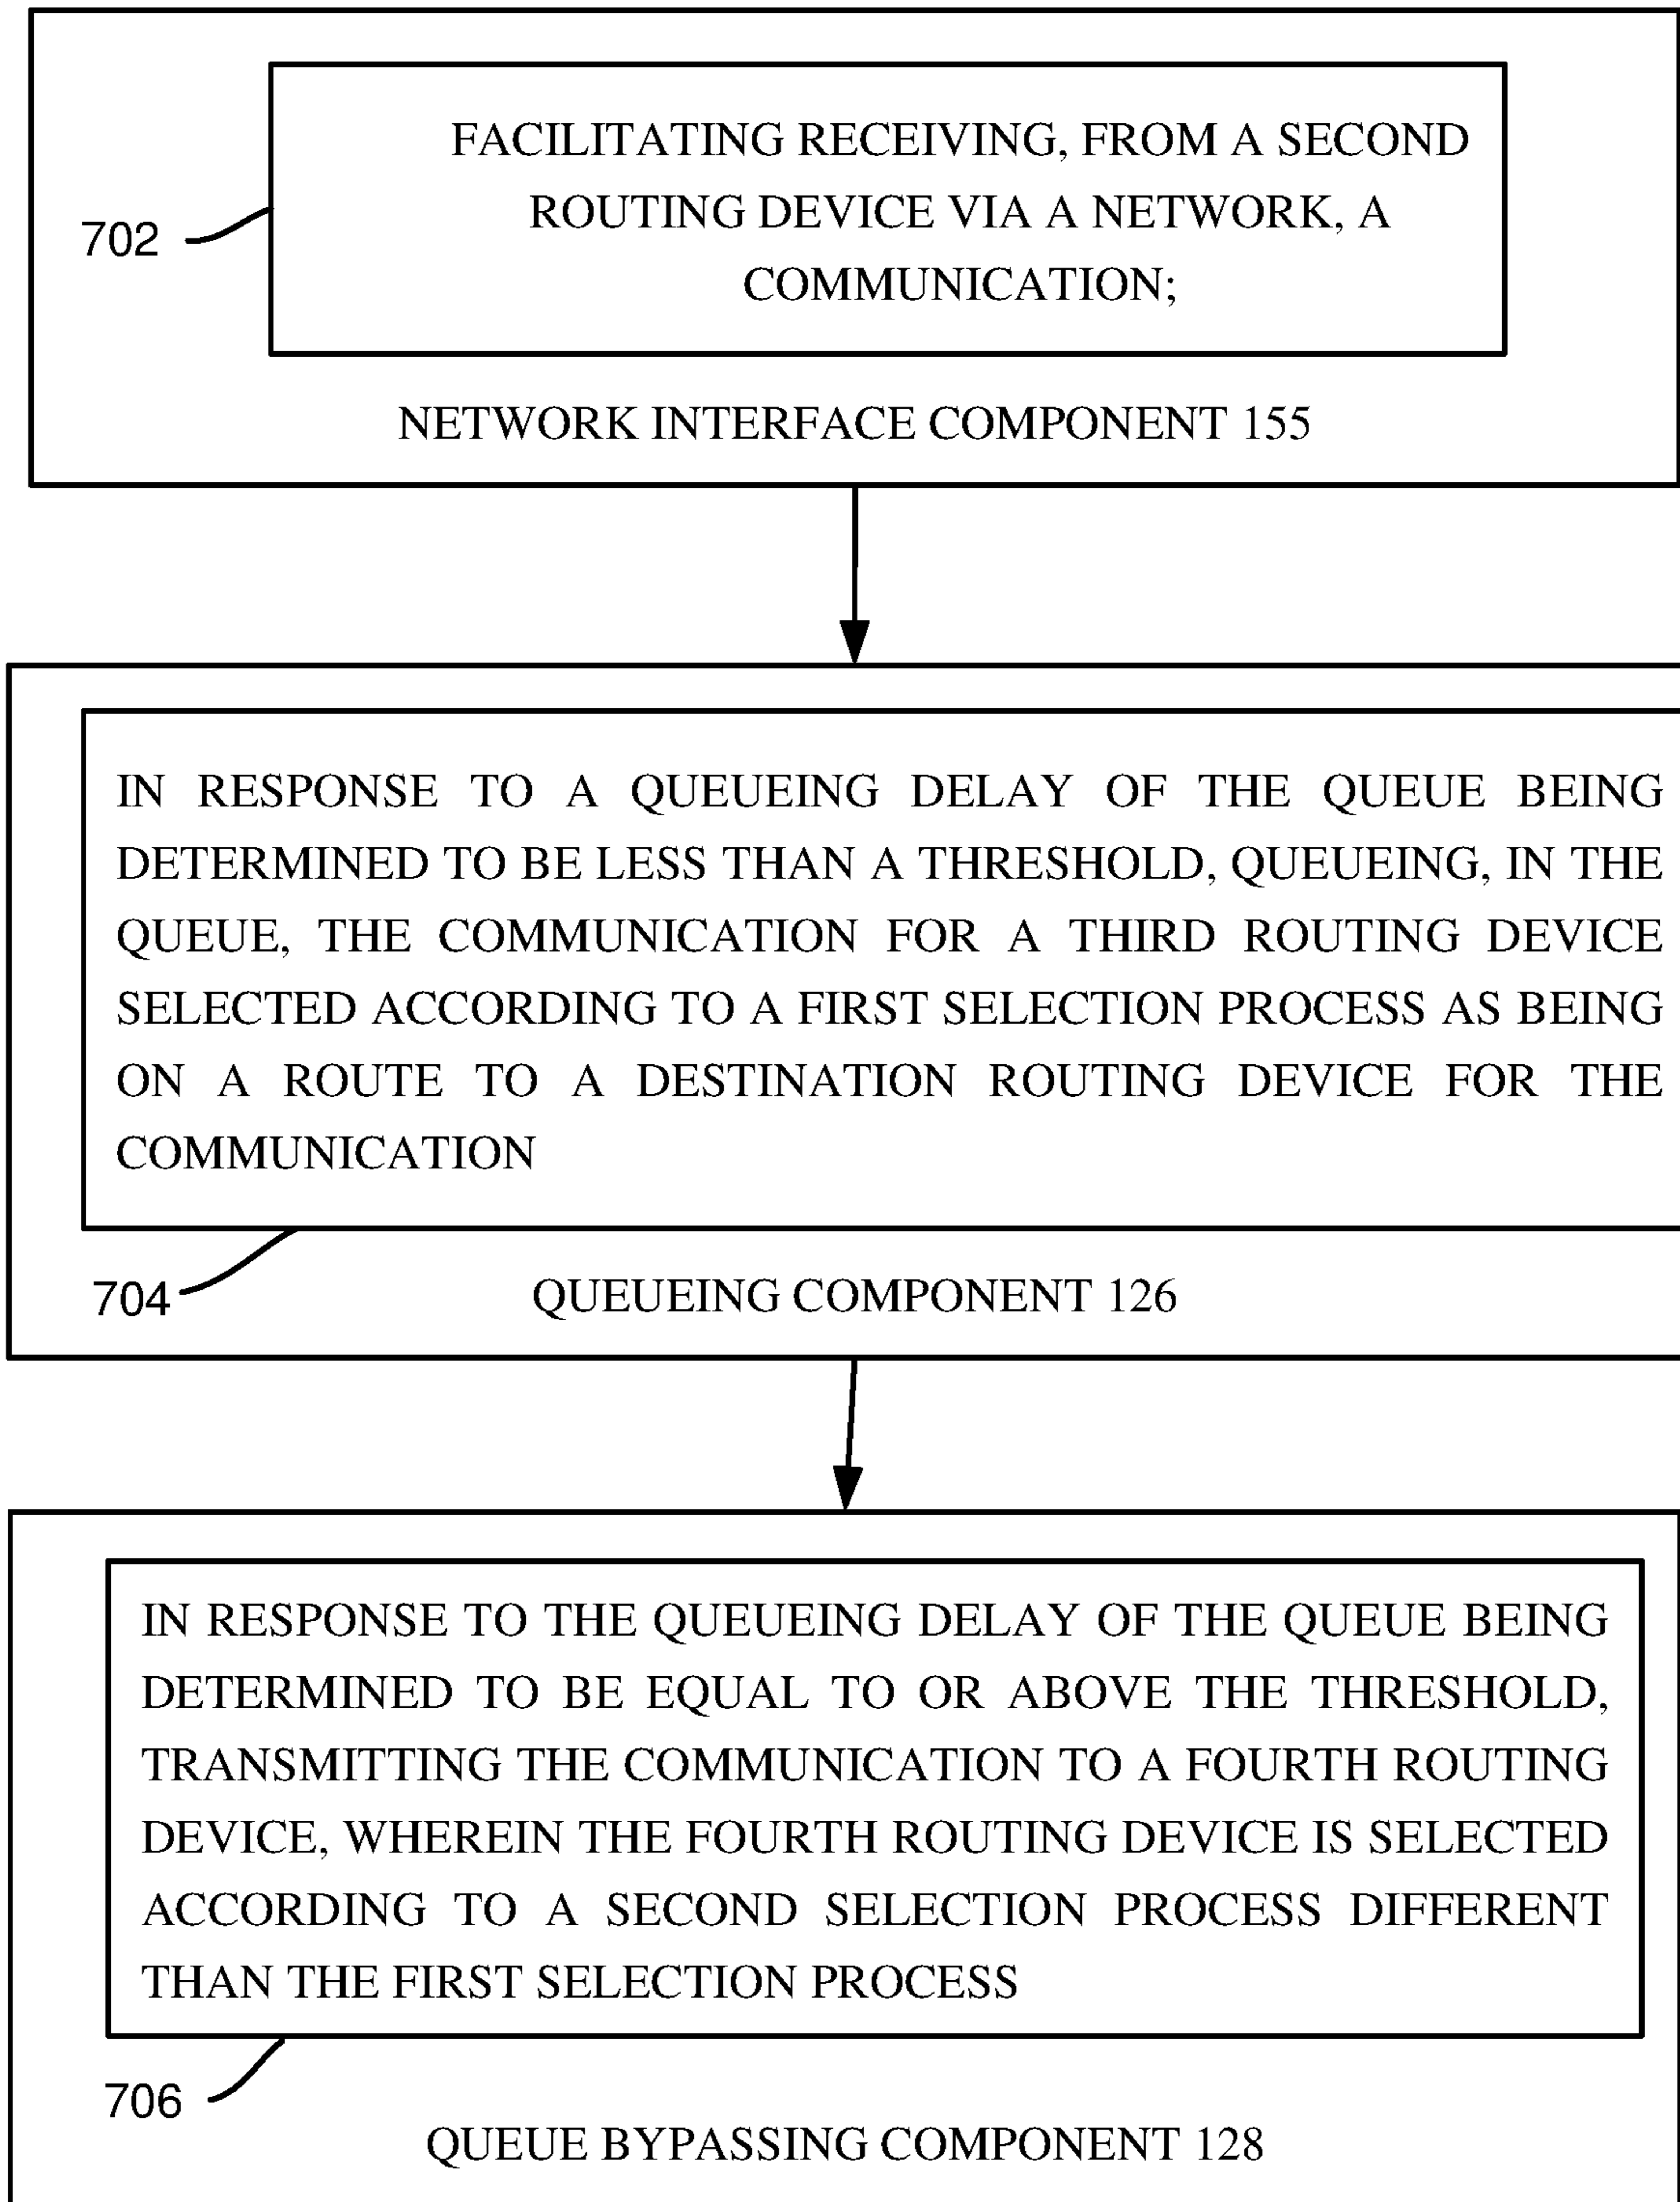 FACILITATING RECEIVING, FROM A SECOND
ROUTING DEVICE VIA A NETWORK, A
COMMUNICATION;
702
NETWORK INTERFACE COMPONENT 155
IN RESPONSE TO A QUEUEING DELAY OF THE QUEUE BEING
DETERMINED TO BE LESS THAN A THRESHOLD, QUEUEING, IN THE
QUEUE, THE COMMUNICATION FOR A THIRD ROUTING DEVICE
SELECTED ACCORDING TO A FIRST SELECTION PROCESS AS BEING
ON A ROUTE TO A DESTINATION ROUTING DEVICE FOR THE
COMMUNICATION
704
QUEUEING COMPONENT 126
IN RESPONSE TO THE QUEUEING DELAY OF THE QUEUE BEING
DETERMINED TO BE EQUAL TO OR ABOVE THE THRESHOLD,
TRANSMITTING THE COMMUNICATION TO A FOURTH ROUTING
DEVICE, WHEREIN THE FOURTH ROUTING DEVICE IS SELECTED
ACCORDING TO A SECOND SELECTION PROCESS DIFFERENT
THAN THE FIRST SELECTION PROCESS
706
QUEUE BYPASSING COMPONENT 128